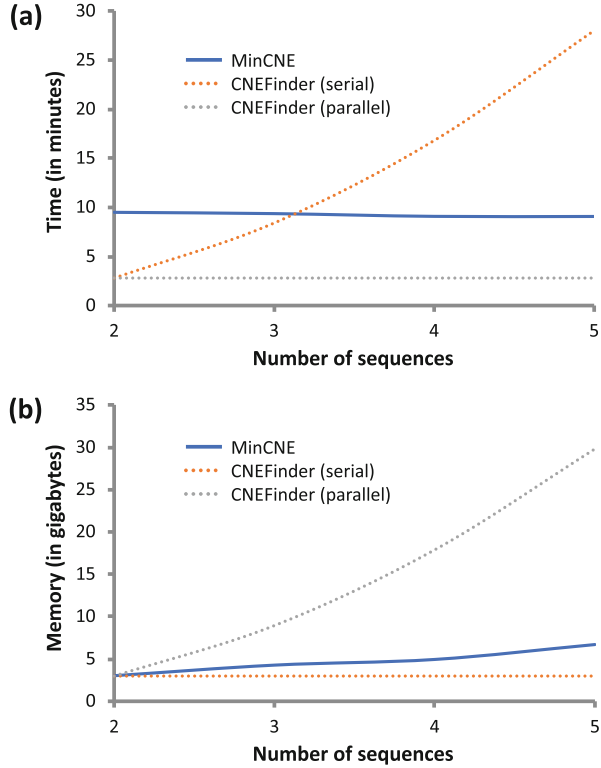 (a)
Time (in minutes)
30
25
20
15
10
5
0
MinCNE
CNEFinder (serial)
CNEFinder (parallel)
2 3 4 5
Number of sequences
(b)
Memory (in gigabytes)
35
30
25
20
15
10
5
0
MinCNE
CNEFinder (serial)
CNEFinder (parallel)
2 3 4 5
Number of sequences